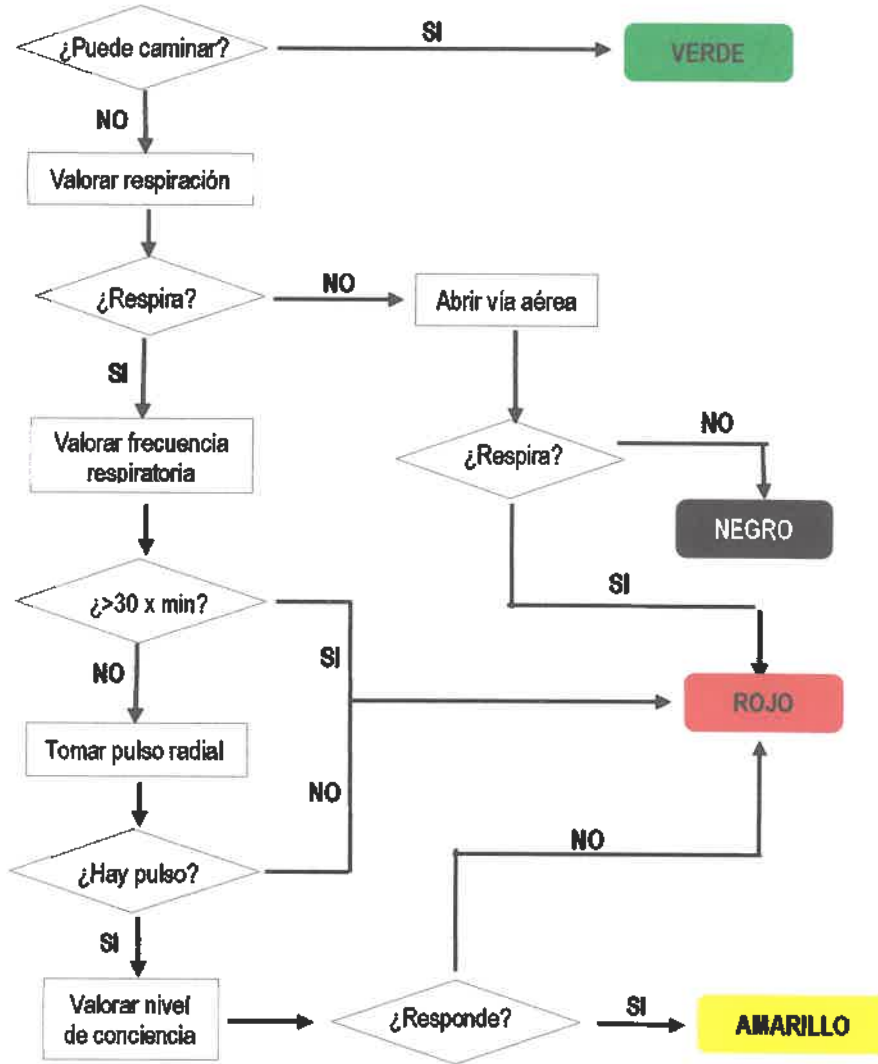 ¿Puede caminar?
SI
VERDE
NO
Valorar respiración
¿Respira?
NO
Abrir vía aérea
SI
Valorar frecuencia
respiratoria
¿Respira?
NO
NEGRO
¿>30 x min?
SI
SI
NO
ROJO
Tomar pulso radial
NO
¿Hay pulso?
NO
SI
Valorar nivel
de conciencia
¿Responde?
SI
AMARILLO